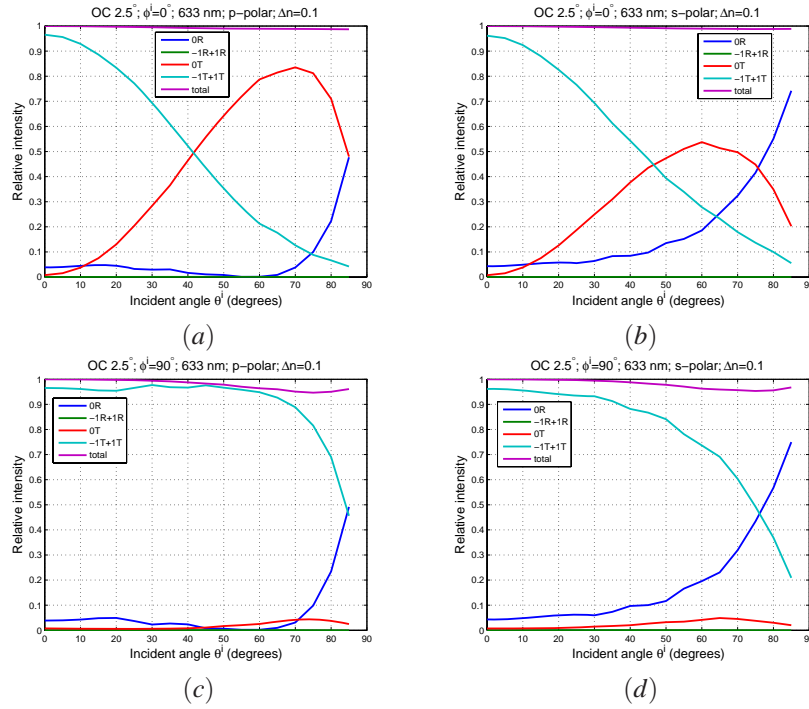 OC 2.5°; φⁱ=0°; 633 nm; p-polar; Δn=0.1
Relative intensity
1
0.9
0.8
0.7
0.6
0.5
0.4
0.3
0.2
0.1
0
0R
−1R+1R
0T
−1T+1T
total
0 10 20 30 40 50 60 70 80 90
Incident angle θⁱ (degrees)
(a)
OC 2.5°; φⁱ=0°; 633 nm; s-polar; Δn=0.1
Relative intensity
1
0.9
0.8
0.7
0.6
0.5
0.4
0.3
0.2
0.1
0
0R
−1R+1R
0T
−1T+1T
total
0 10 20 30 40 50 60 70 80 90
Incident angle θⁱ (degrees)
(b)
OC 2.5°; φⁱ=90°; 633 nm; p-polar; Δn=0.1
Relative intensity
1
0.9
0.8
0.7
0.6
0.5
0.4
0.3
0.2
0.1
0
0R
−1R+1R
0T
−1T+1T
total
0 10 20 30 40 50 60 70 80 90
Incident angle θⁱ (degrees)
(c)
OC 2.5°; φⁱ=90°; 633 nm; s-polar; Δn=0.1
Relative intensity
1
0.9
0.8
0.7
0.6
0.5
0.4
0.3
0.2
0.1
0
0R
−1R+1R
0T
−1T+1T
total
0 10 20 30 40 50 60 70 80 90
Incident angle θⁱ (degrees)
(d)